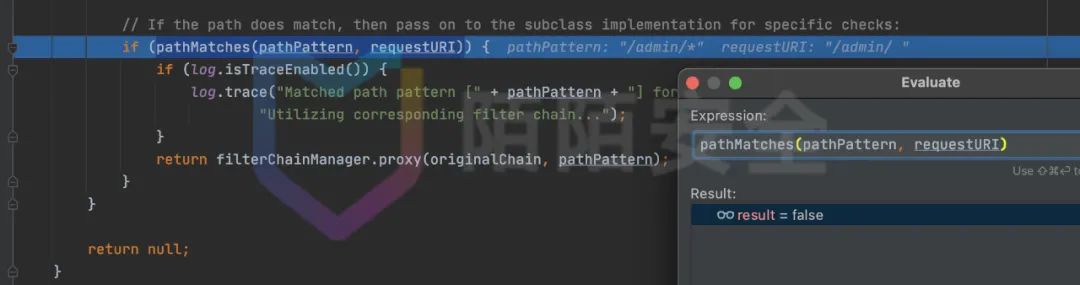 // If the path does match, then pass on to the subclass implementation for specific checks:
if (pathMatches(pathPattern, requestURI)) { pathPattern: "/admin/*" requestURI: "/admin/ "
if (log.isTraceEnabled()) {
log.trace("Matched path pattern [" + pathPattern + "] for
"Utilizing corresponding filter chain...");
}
return filterChainManager.proxy(originalChain, pathPattern);
}
}
return null;
}
Evaluate
Expression:
pathMatches(pathPattern, requestURI)
Use ⇧⌘⏎ to
Result:
result = false
陌陌安全